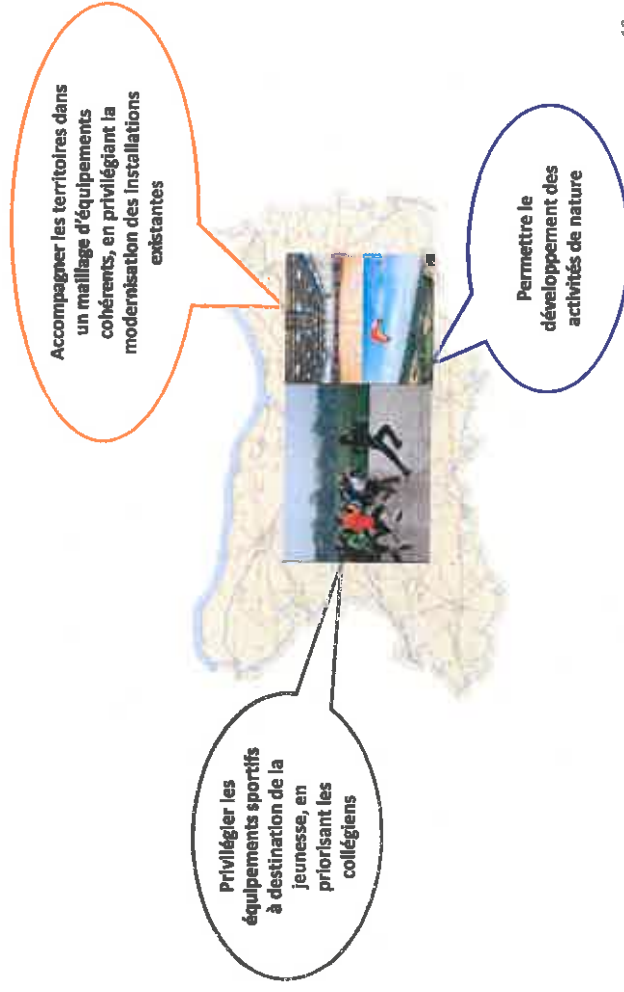 Accompagner les territoires dans
un maillage d'équipements
cohérents, en privilégiant la
modernisation des installations
existantes
Privilégier les
équipements sportifs
à destination de la
jeunesse, en
priorisant les
collégiens
Permettre le
développement des
activités de nature